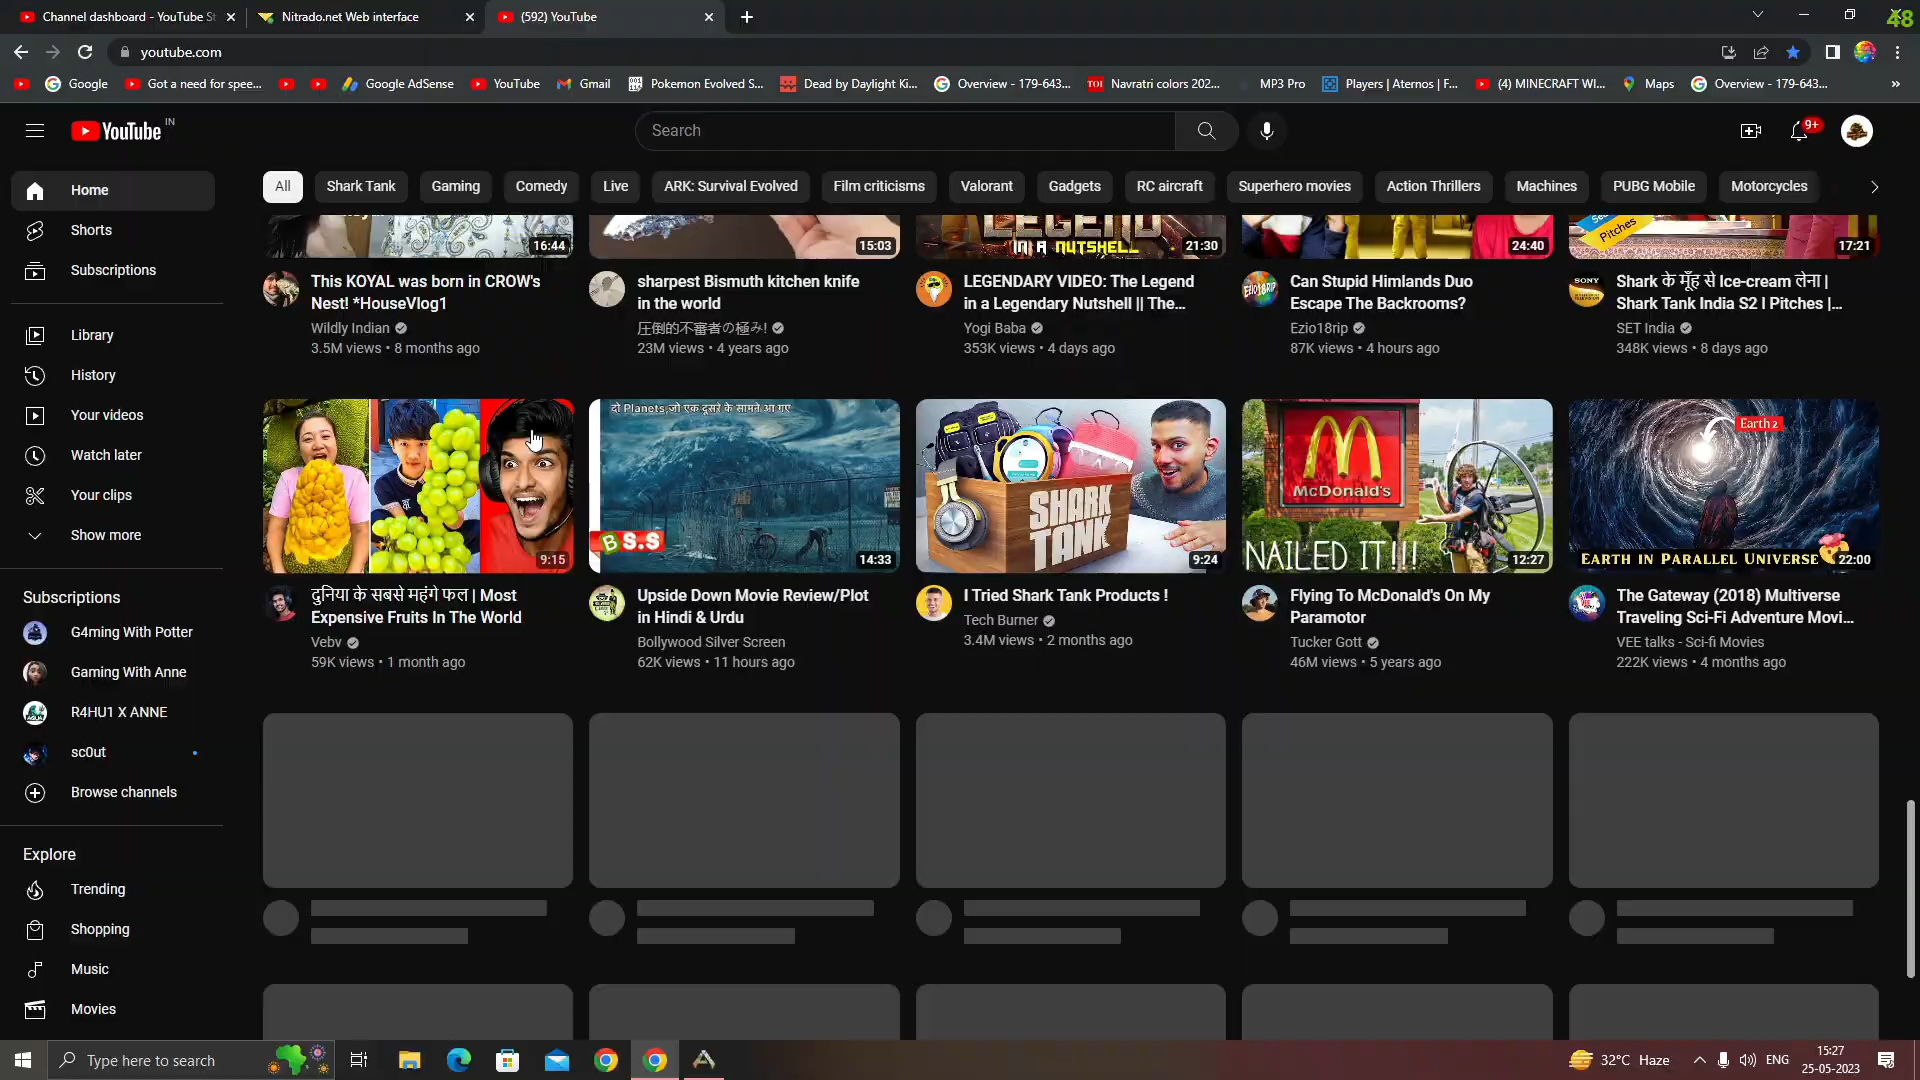 Channel dashboard - YouTube St
Nitrado.net Web interface
(592) YouTube
48
youtube.com
Google
Got a need for spee...
Google AdSense
YouTube
Gmail
Pokemon Evolved S...
Dead by Daylight Ki...
Overview - 179-643...
TOI
Navratri colors 202...
MP3 Pro
Players | Aternos | F...
(4) MINECRAFT WI...
Maps
Overview - 179-643...
»
YouTube IN
Search
9+
Home
Shorts
Subscriptions
Library
History
Your videos
Watch later
Your clips
Show more
Subscriptions
G4ming With Potter
Gaming With Anne
R4HU1 X ANNE
sc0ut
Browse channels
Explore
Trending
Shopping
Music
Movies
All
Shark Tank
Gaming
Comedy
Live
ARK: Survival Evolved
Film criticisms
Valorant
Gadgets
RC aircraft
Superhero movies
Action Thrillers
Machines
PUBG Mobile
Motorcycles
16:44
This KOYAL was born in CROW's
Nest! *HouseVlog1
Wildly Indian
3.5M views • 8 months ago
15:03
sharpest Bismuth kitchen knife
in the world
圧倒的不審者の極み!
23M views • 4 years ago
LEGEND
IN A NUTSHELL
21:30
LEGENDARY VIDEO: The Legend
in a Legendary Nutshell || The...
Yogi Baba
353K views • 4 days ago
24:40
EZIO18RIP
Can Stupid Himlands Duo
Escape The Backrooms?
Ezio18rip
87K views • 4 hours ago
Pitches
17:21
SONY
Shark के मूँह से Ice-cream लेना |
Shark Tank India S2 I Pitches |...
SET India
348K views • 8 days ago
9:15
दुनिया के सबसे महंगे फल | Most
Expensive Fruits In The World
Vebv
59K views • 1 month ago
दो Planets,जो एक दूसरे के सामने आ गए
B S.S
14:33
Upside Down Movie Review/Plot
in Hindi & Urdu
Bollywood Silver Screen
62K views • 11 hours ago
SHARK
TANK
9:24
I Tried Shark Tank Products !
Tech Burner
3.4M views • 2 months ago
McDonald's
NAILED IT!!!
12:27
Flying To McDonald's On My
Paramotor
Tucker Gott
46M views • 5 years ago
Earth 2
EARTH IN PARALLEL UNIVERSE
22:00
The Gateway (2018) Multiverse
Traveling Sci-Fi Adventure Movi...
VEE talks - Sci-fi Movies
222K views • 4 months ago
Type here to search
32°C Haze
ENG
15:27
25-05-2023